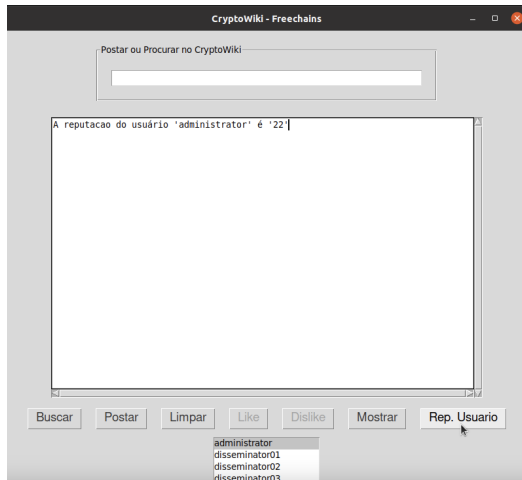 CryptoWiki - Freechains
Postar ou Procurar no CryptoWiki
A reputacao do usuário 'administrator' é '22'
Buscar Postar Limpar Like Dislike Mostrar Rep. Usuario
administrator
disseminator01
disseminator02
disseminator03